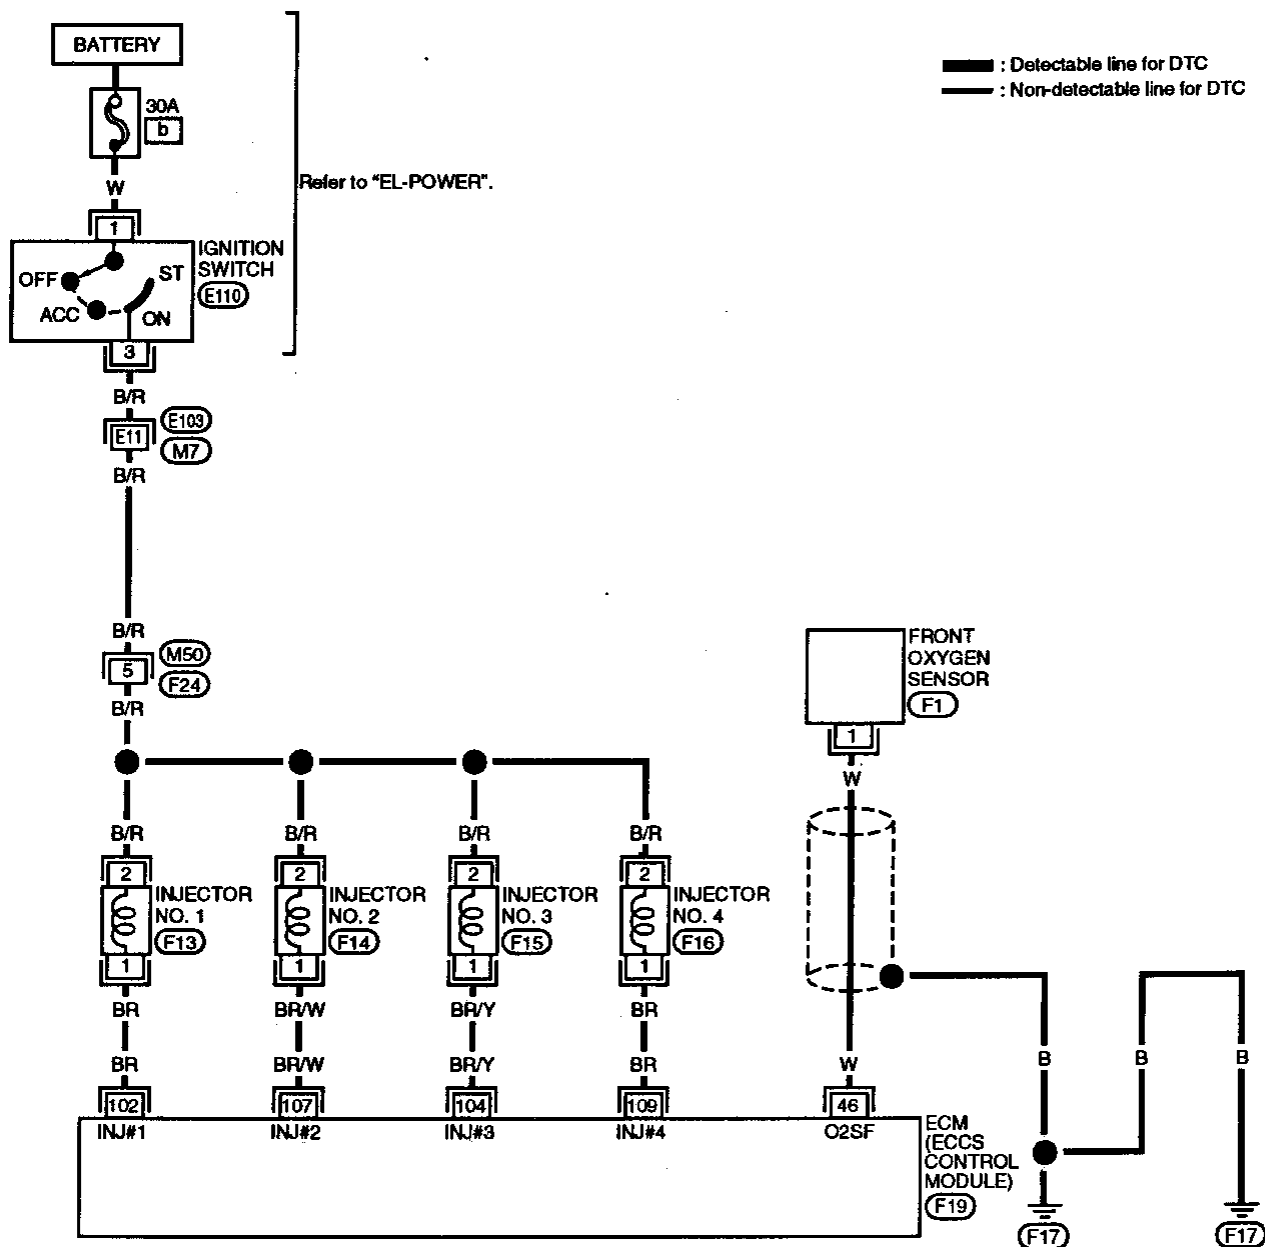 BATTERY
: Detectable line for DTC
: Non-detectable line for DTC
30A
b
W
Refer to "EL-POWER".
1
IGNITION
SWITCH
E110
OFF
ST
ACC
ON
3
B/R
E103
E11
M7
B/R
B/R
M50
5
F24
B/R
FRONT
OXYGEN
SENSOR
F1
1
W
B/R B/R B/R B/R
2 2 2 2
INJECTOR
NO. 1
F13
INJECTOR
NO. 2
F14
INJECTOR
NO. 3
F15
INJECTOR
NO. 4
F16
1 1 1 1
BR BR/W BR/Y BR
BR BR/W BR/Y BR W B B B
102 107 104 109 46
INJ#1 INJ#2 INJ#3 INJ#4 O2SF
ECM
(ECCS
CONTROL
MODULE)
F19
F17 F17